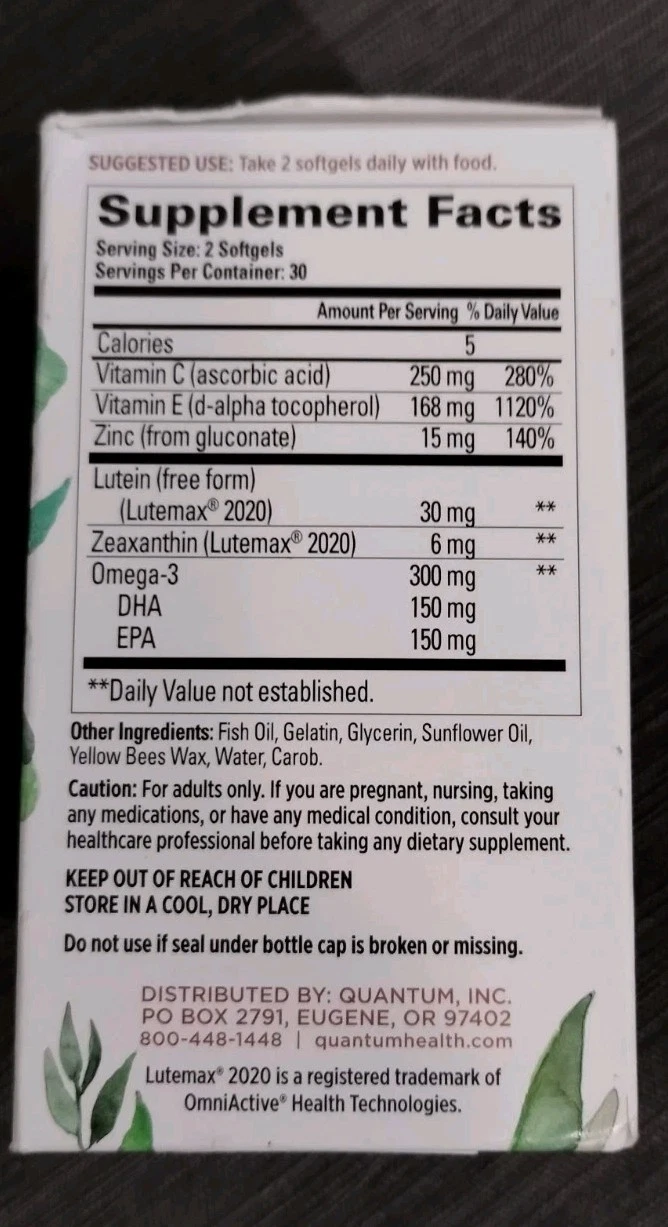 SUGGESTED USE: Take 2 softgels daily with food.
Supplement Facts
Serving Size: 2 Softgels
Servings Per Container: 30
Amount Per Serving % Daily Value
Calories 5
Vitamin C (ascorbic acid) 250 mg 280%
Vitamin E (d-alpha tocopherol) 168 mg 1120%
Zinc (from gluconate) 15 mg 140%
Lutein (free form)
(Lutemax® 2020) 30 mg **
Zeaxanthin (Lutemax® 2020) 6 mg **
Omega-3 300 mg **
DHA 150 mg
EPA 150 mg
**Daily Value not established.
Other Ingredients: Fish Oil, Gelatin, Glycerin, Sunflower Oil,
Yellow Bees Wax, Water, Carob.
Caution: For adults only. If you are pregnant, nursing, taking
any medications, or have any medical condition, consult your
healthcare professional before taking any dietary supplement.
KEEP OUT OF REACH OF CHILDREN
STORE IN A COOL, DRY PLACE
Do not use if seal under bottle cap is broken or missing.
DISTRIBUTED BY: QUANTUM, INC.
PO BOX 2791, EUGENE, OR 97402
800-448-1448 | quantumhealth.com
Lutemax® 2020 is a registered trademark of
OmniActive® Health Technologies.